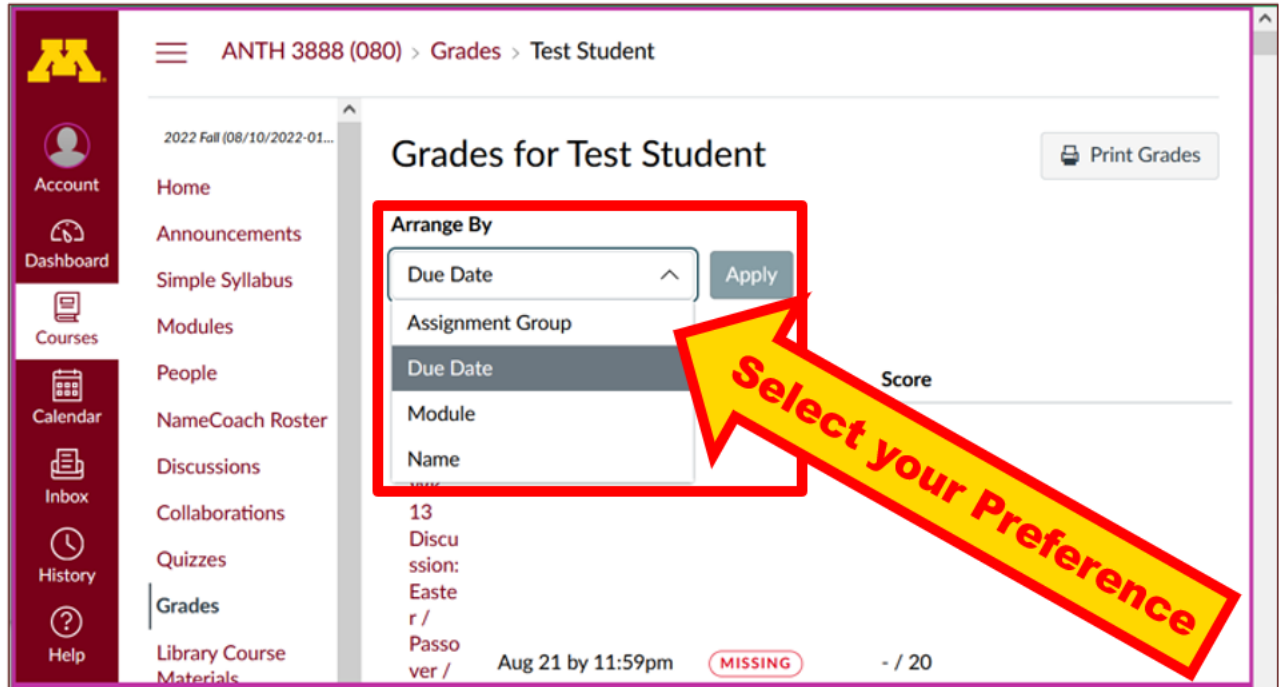 M
ANTH 3888 (080) > Grades > Test Student
Account
Dashboard
Courses
Calendar
Inbox
History
Help
2022 Fall (08/10/2022-01...
Home
Announcements
Simple Syllabus
Modules
People
NameCoach Roster
Discussions
Collaborations
Quizzes
Grades
Library Course
Materials
Grades for Test Student
Print Grades
Arrange By
Due Date
Apply
Assignment Group
Due Date
Module
Name
Select your Preference
Score
13
Discu
ssion:
Easte
r /
Passo
ver / Aug 21 by 11:59pm MISSING - / 20